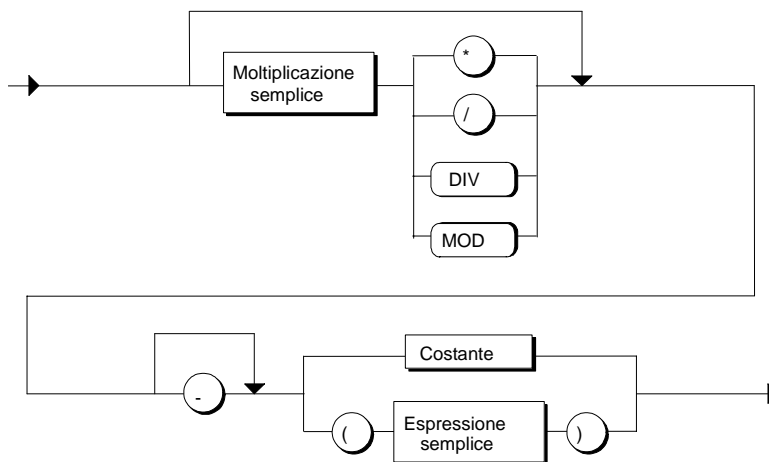 *
Moltiplicazione
semplice
/
DIV
MOD
Costante
-
(
Espressione
semplice
)